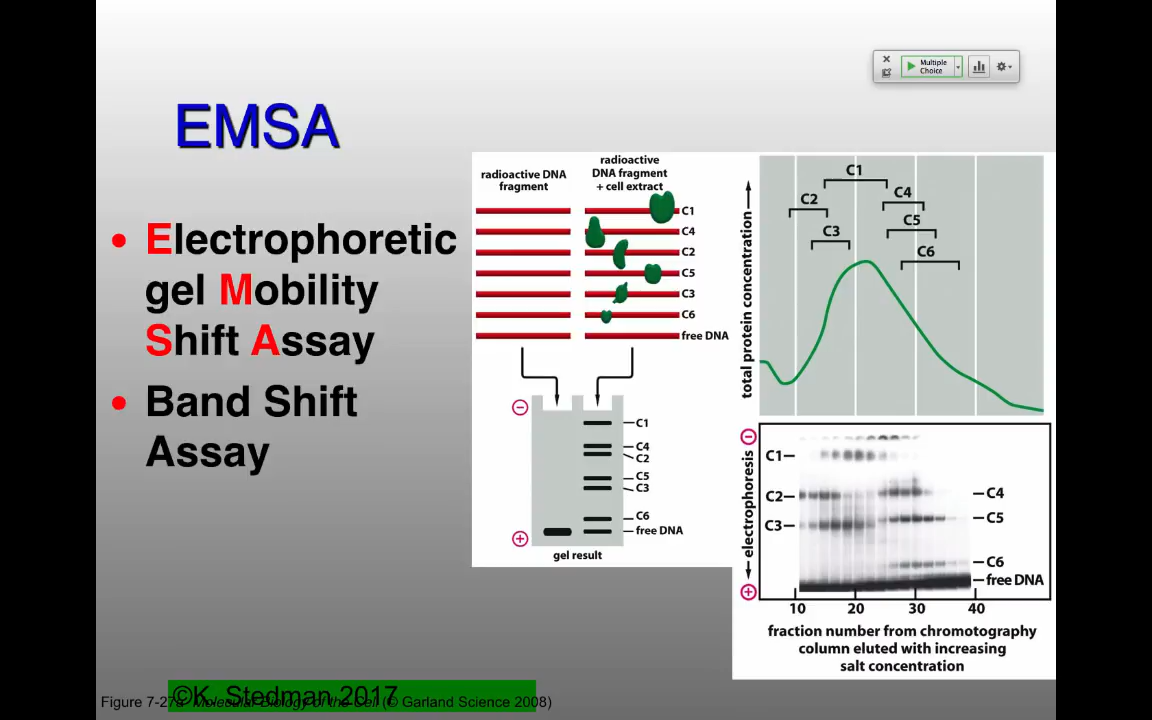 Multiple
Choice
EMSA
Electrophoretic
gel Mobility
Shift Assay
Band Shift
Assay
radioactive DNA
fragment
radioactive
DNA fragment
+ cell extract
C1
C4
C2
C5
C3
C6
free DNA
C1
C4
C2
C5
C3
C6
free DNA
gel result
total protein concentration
C1
C2
C4
C3
C5
C6
electrophoresis
C1
C2
C3
C4
C5
C6
free DNA
10 20 30 40
fraction number from chromotography
column eluted with increasing
salt concentration
©K. Stedman 2017
Figure 7-27a Molecular Biology of the Cell (© Garland Science 2008)